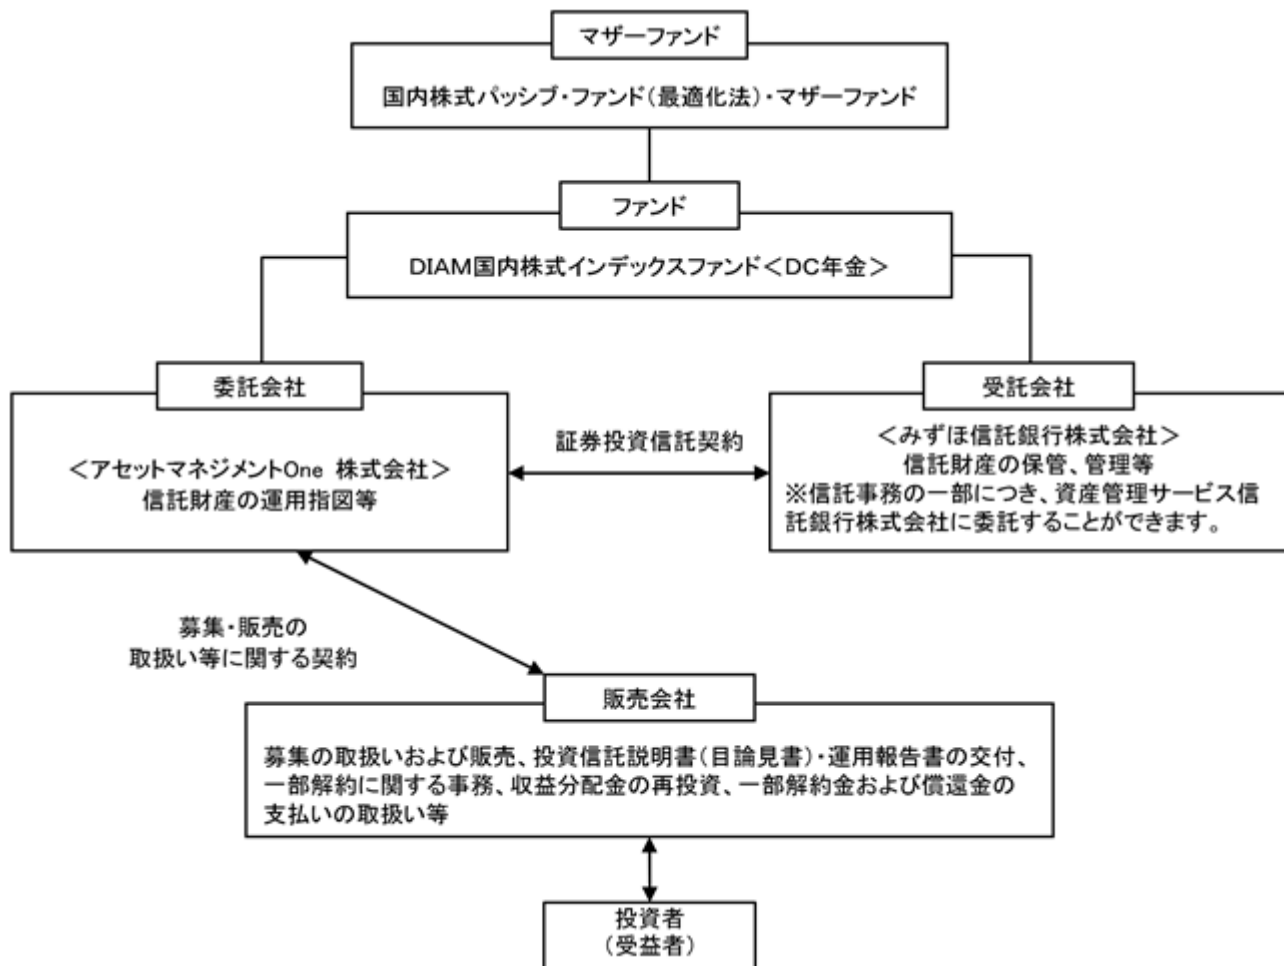 マザーファンド
国内株式パッシブ・ファンド(最適化法)・マザーファンド
ファンド
DIAM国内株式インデックスファンド<DC年金>
委託会社
<アセットマネジメントOne 株式会社>
信託財産の運用指図等
証券投資信託契約
受託会社
<みずほ信託銀行株式会社>
信託財産の保管、管理等
※信託事務の一部につき、資産管理サービス信
託銀行株式会社に委託することができます。
募集・販売の
取扱い等に関する契約
販売会社
募集の取扱いおよび販売、投資信託説明書(目論見書)・運用報告書の交付、
一部解約に関する事務、収益分配金の再投資、一部解約金および償還金の
支払いの取扱い等
投資者
(受益者)